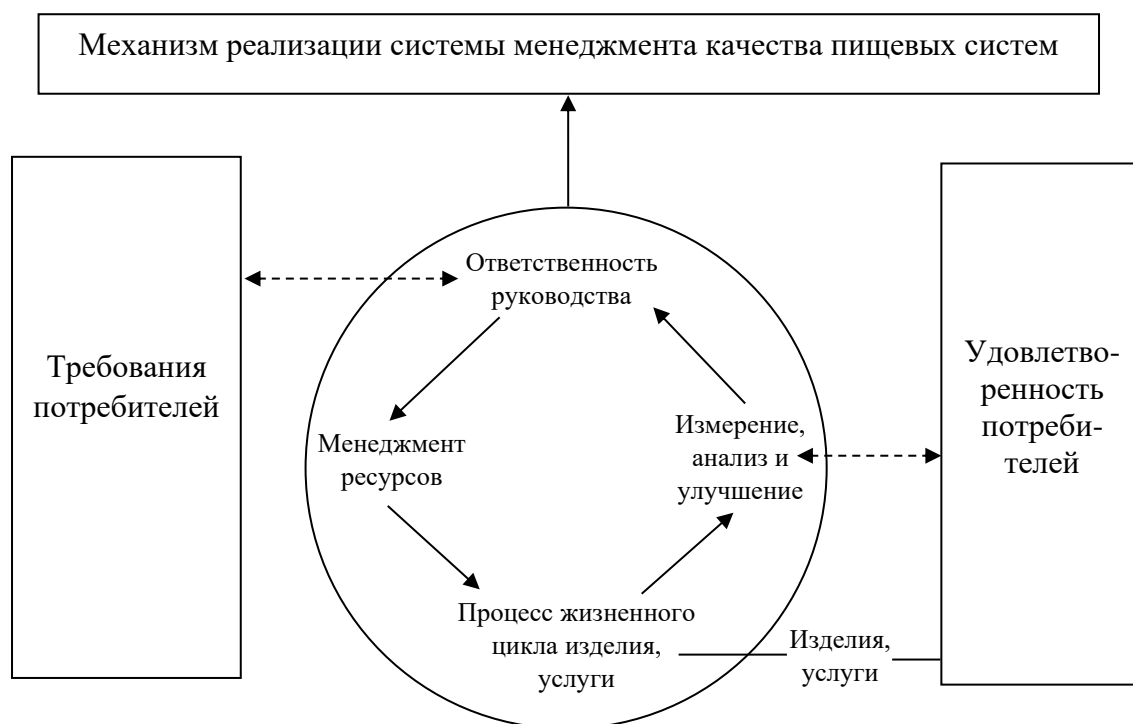 Механизм реализации системы менеджмента качества пищевых систем
Ответственность
руководства
Требования
потребителей
Удовлетво-
ренность
потреби-
телей
Менеджмент
ресурсов
Измерение,
анализ и
улучшение
Процесс жизненного
цикла изделия,
услуги
Изделия,
услуги